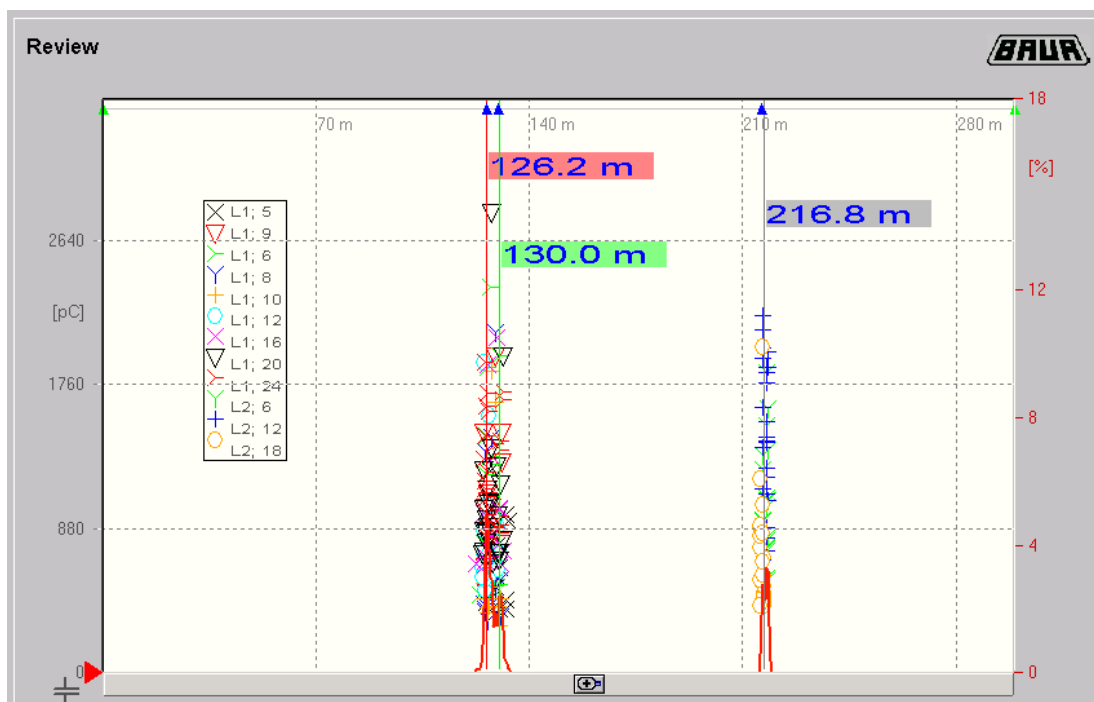 Review
BAUR
18
70 m
140 m
210 m
280 m
126.2 m
[%]
216.8 m
130.0 m
2640
12
[pC]
1760
8
880
4
0
0
L1; 5
L1; 9
L1; 6
L1; 8
L1; 10
L1; 12
L1; 16
L1; 20
L1; 24
L2; 6
L2; 12
L2; 18